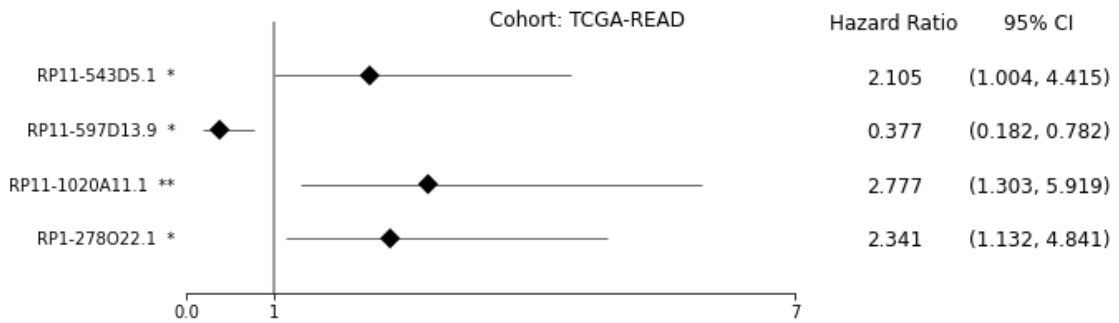 Cohort: TCGA-READ Hazard Ratio 95% CI
RP11-543D5.1 * 2.105 (1.004, 4.415)
RP11-597D13.9 * 0.377 (0.182, 0.782)
RP11-1020A11.1 ** 2.777 (1.303, 5.919)
RP1-278O22.1 * 2.341 (1.132, 4.841)
0.0 1 7